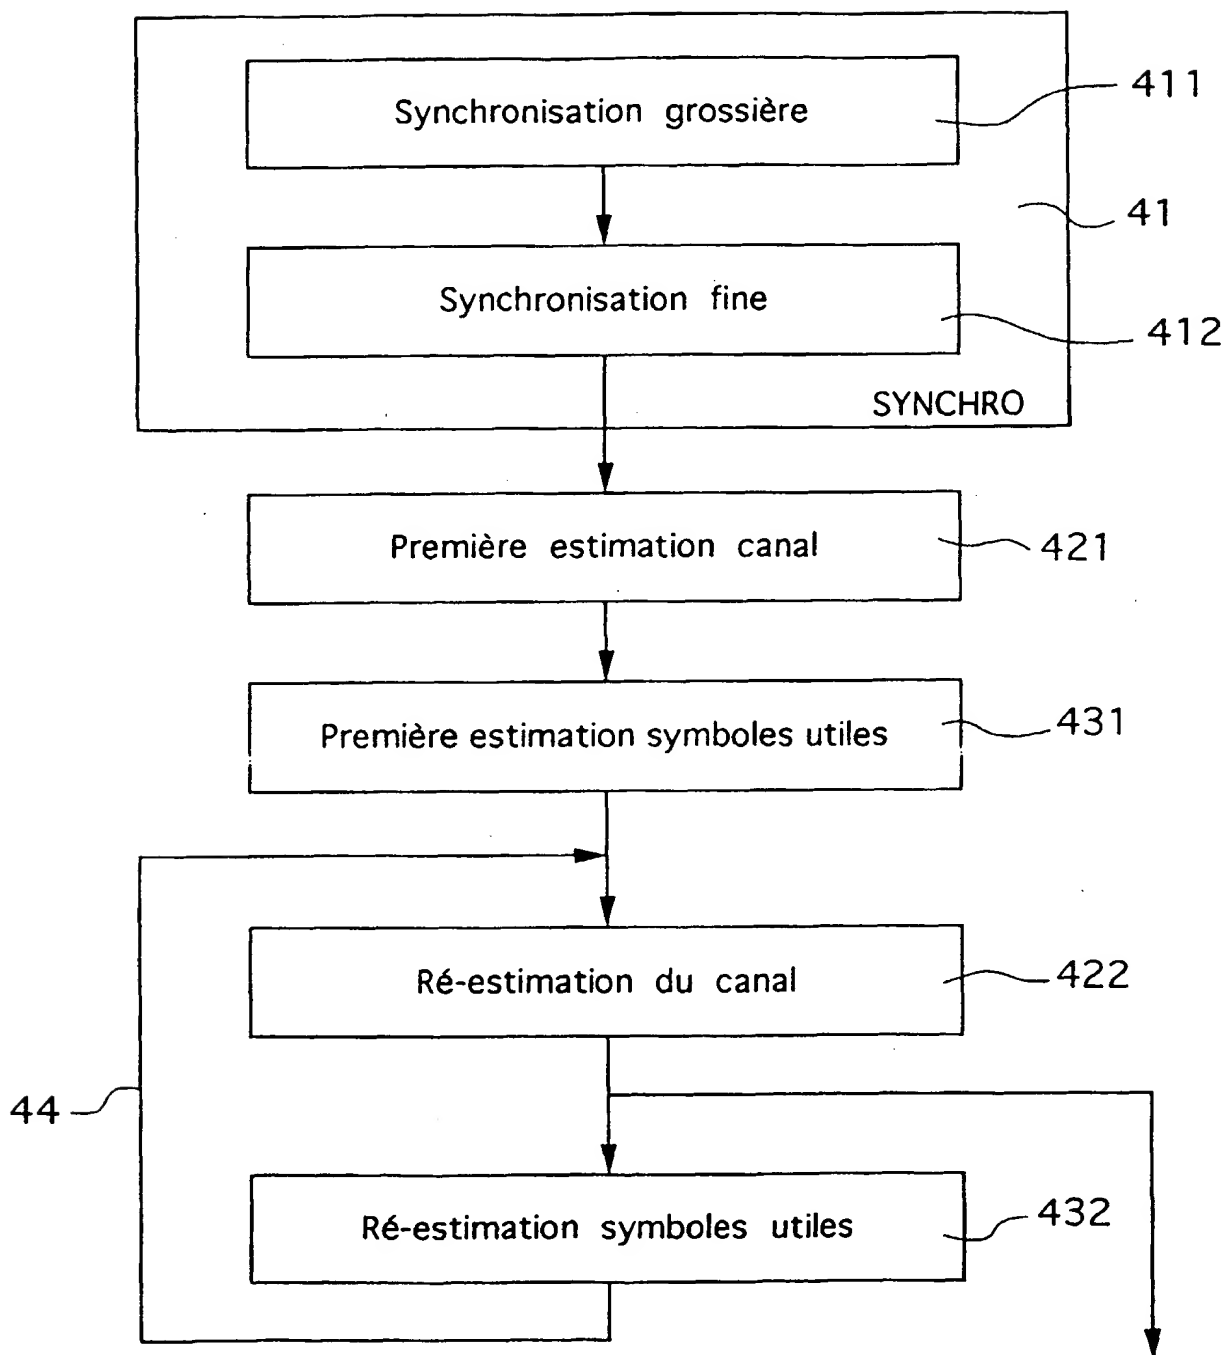 Synchronisation grossière
411
41
Synchronisation fine
412
SYNCHRO
Première estimation canal
421
Première estimation symboles utiles
431
Ré-estimation du canal
422
44
Ré-estimation symboles utiles
432